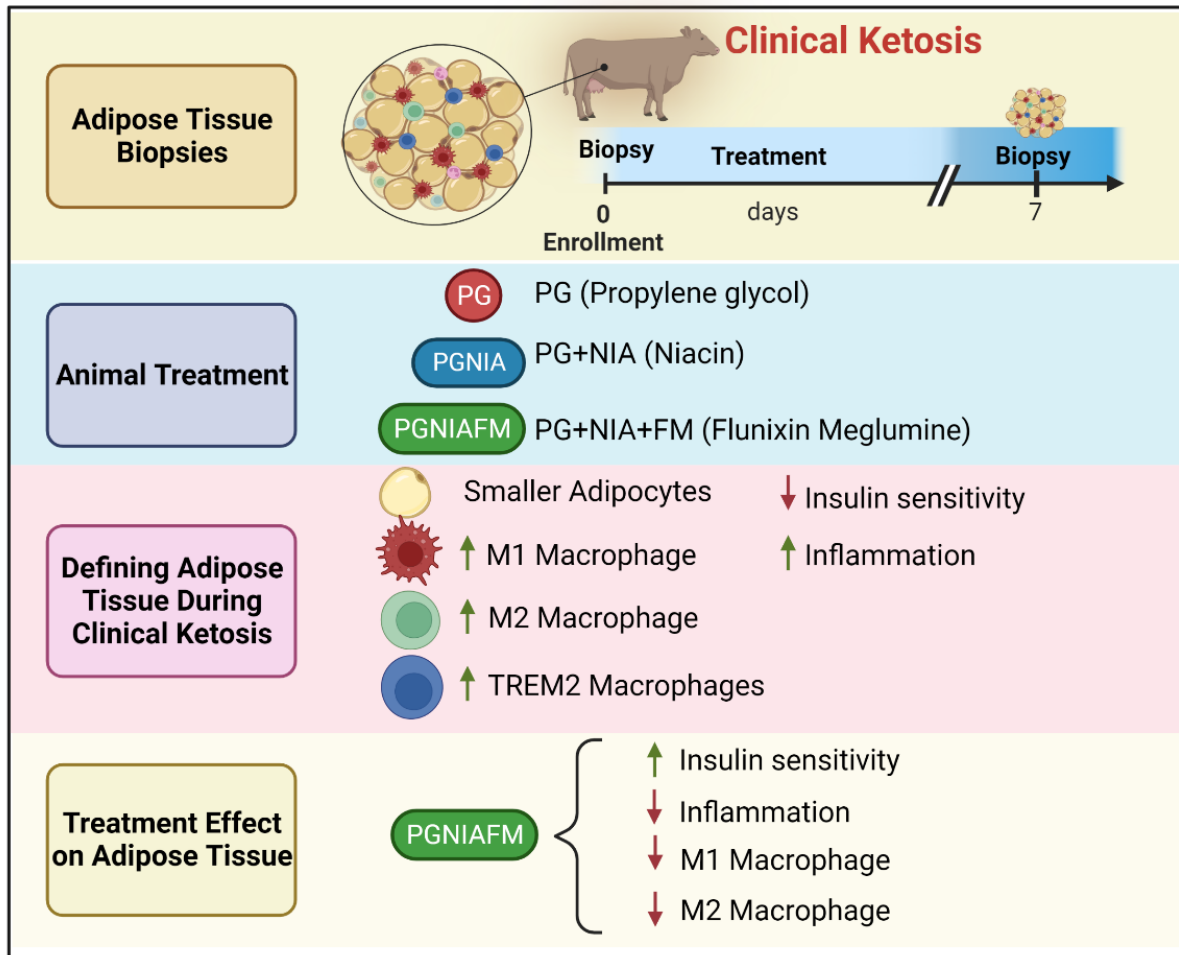 Clinical Ketosis
Adipose Tissue
Biopsies
Biopsy
Treatment
Biopsy
0
days
7
Enrollment
Animal Treatment
PG
PG (Propylene glycol)
PGNIA
PG+NIA (Niacin)
PGNIAFM
PG+NIA+FM (Flunixin Meglumine)
Defining Adipose
Tissue During
Clinical Ketosis
Smaller Adipocytes
↓ Insulin sensitivity
↑ M1 Macrophage
↑ Inflammation
↑ M2 Macrophage
↑ TREM2 Macrophages
Treatment Effect
on Adipose Tissue
PGNIAFM
↑ Insulin sensitivity
↓ Inflammation
↓ M1 Macrophage
↓ M2 Macrophage